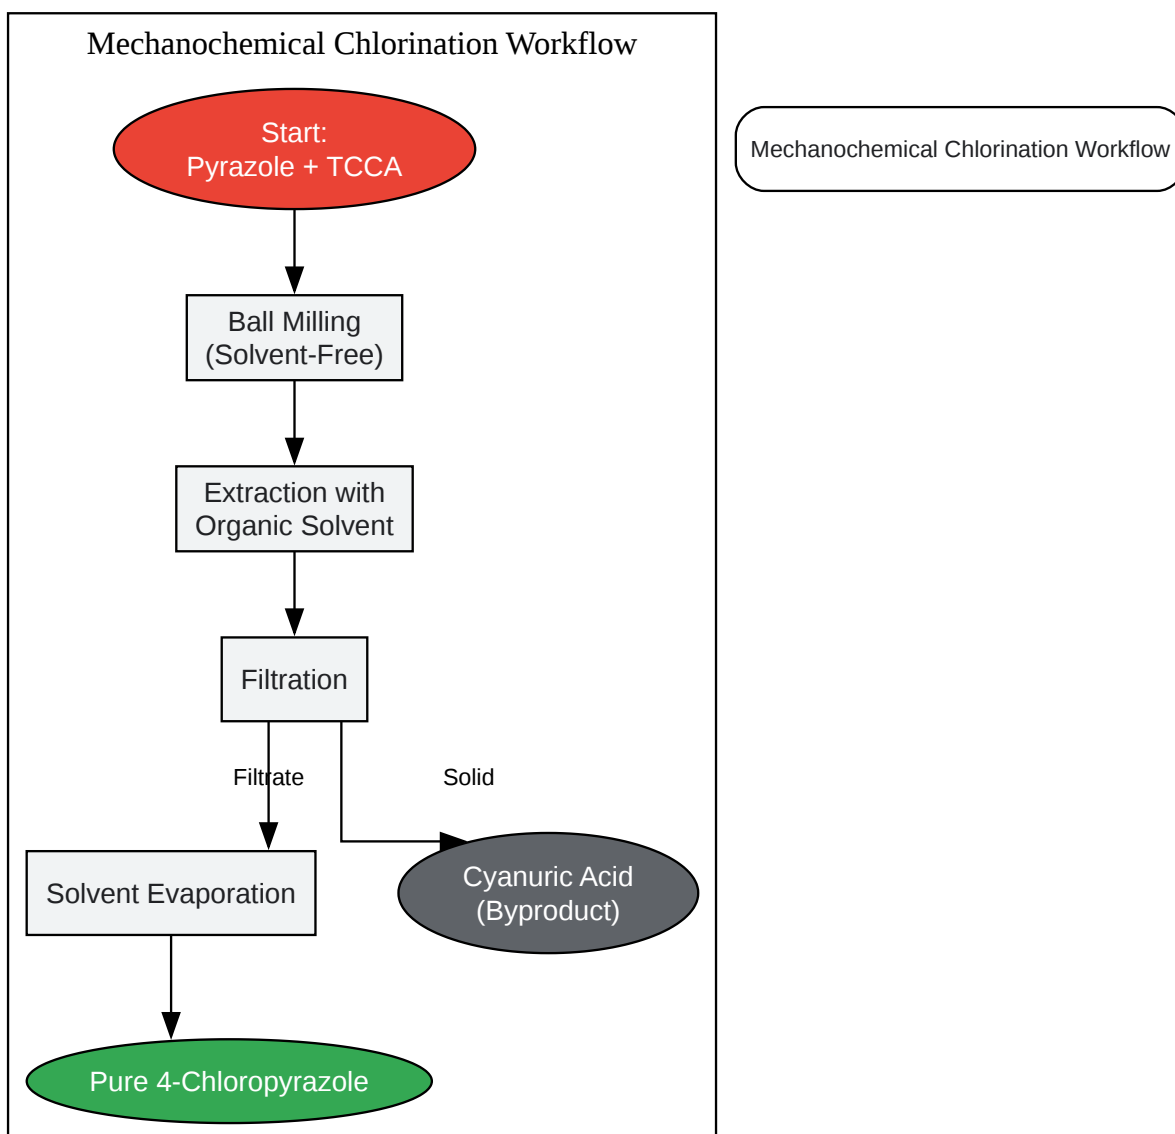 Mechanochemical Chlorination Workflow
Start:
Pyrazole + TCCA
Mechanochemical Chlorination Workflow
Ball Milling
(Solvent-Free)
Extraction with
Organic Solvent
Filtration
Filtrate
Solid
Solvent Evaporation
Cyanuric Acid
(Byproduct)
Pure 4-Chloropyrazole